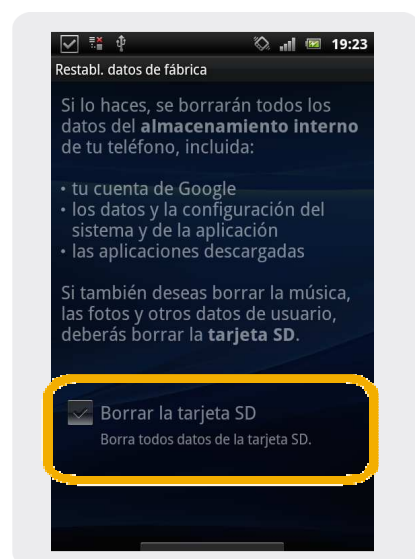 19:23
Restabl. datos de fábrica
Si lo haces, se borrarán todos los
datos del almacenamiento interno
de tu teléfono, incluida:
• tu cuenta de Google
• los datos y la configuración del
sistema y de la aplicación
• las aplicaciones descargadas
Si también deseas borrar la música,
las fotos y otros datos de usuario,
deberás borrar la tarjeta SD.
Borrar la tarjeta SD
Borra todos datos de la tarjeta SD.